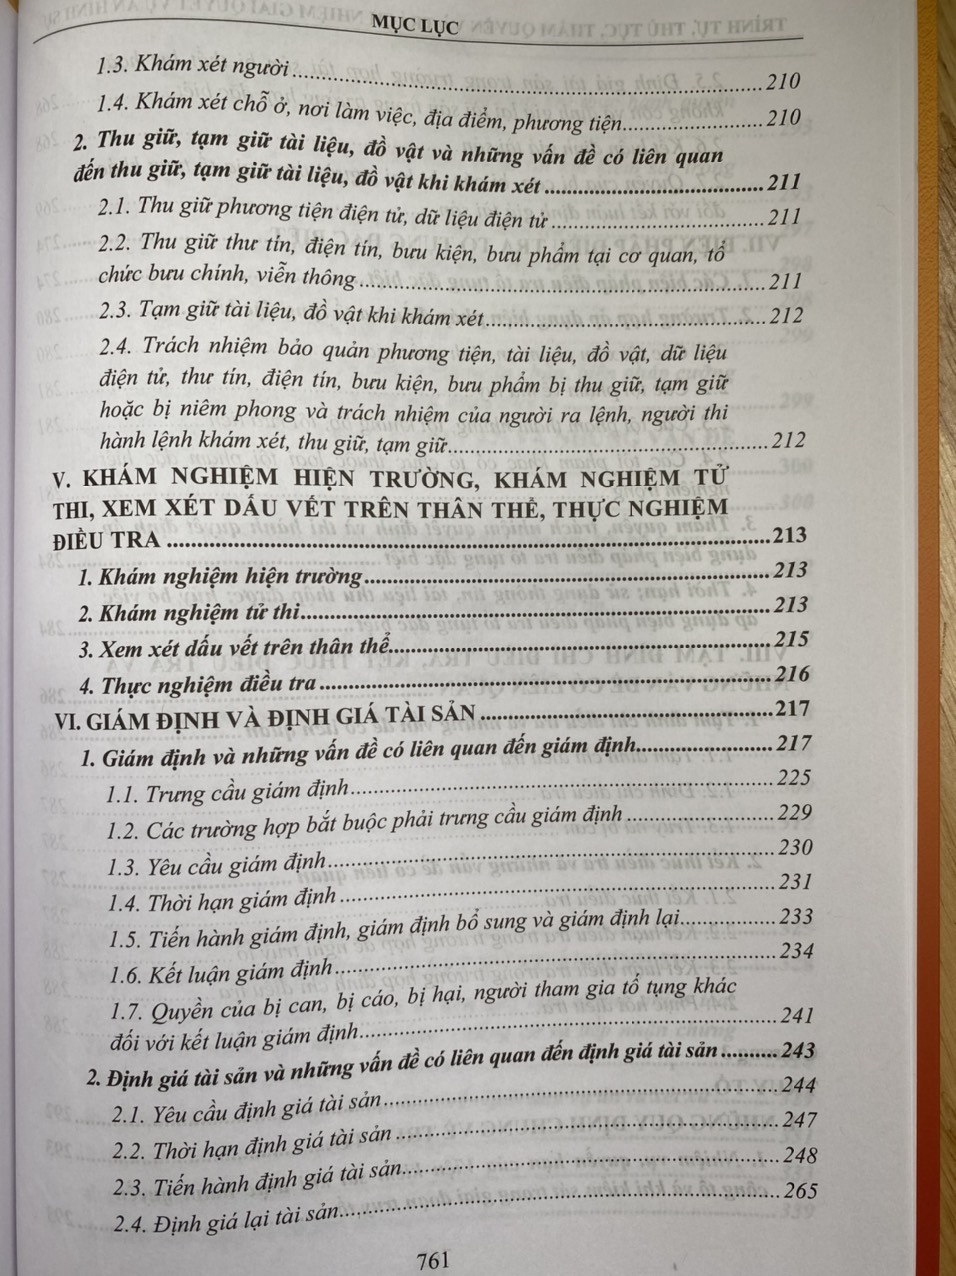 MỤC LỤC
1.3. Khám xét người ... 210
1.4. Khám xét chỗ ở, nơi làm việc, địa điểm, phương tiện ... 210
2. Thu giữ, tạm giữ tài liệu, đồ vật và những vấn đề có liên quan
đến thu giữ, tạm giữ tài liệu, đồ vật khi khám xét ... 211
2.1. Thu giữ phương tiện điện tử, dữ liệu điện tử ... 211
2.2. Thu giữ thư tín, điện tín, bưu kiện, bưu phẩm tại cơ quan, tổ
chức bưu chính, viễn thông ... 211
2.3. Tạm giữ tài liệu, đồ vật khi khám xét ... 212
2.4. Trách nhiệm bảo quản phương tiện, tài liệu, đồ vật, dữ liệu
điện tử, thư tín, điện tín, bưu kiện, bưu phẩm bị thu giữ, tạm giữ
hoặc bị niêm phong và trách nhiệm của người ra lệnh, người thi
hành lệnh khám xét, thu giữ, tạm giữ ... 212
V. KHÁM NGHIỆM HIỆN TRƯỜNG, KHÁM NGHIỆM TỬ
THI, XEM XÉT DẤU VẾT TRÊN THÂN THỂ, THỰC NGHIỆM
ĐIỀU TRA ... 213
1. Khám nghiệm hiện trường ... 213
2. Khám nghiệm tử thi ... 213
3. Xem xét dấu vết trên thân thể ... 215
4. Thực nghiệm điều tra ... 216
VI. GIÁM ĐỊNH VÀ ĐỊNH GIÁ TÀI SẢN ... 217
1. Giám định và những vấn đề có liên quan đến giám định ... 217
1.1. Trưng cầu giám định ... 225
1.2. Các trường hợp bắt buộc phải trưng cầu giám định ... 229
1.3. Yêu cầu giám định ... 230
1.4. Thời hạn giám định ... 231
1.5. Tiến hành giám định, giám định bổ sung và giám định lại ... 233
1.6. Kết luận giám định ... 234
1.7. Quyền của bị can, bị cáo, bị hại, người tham gia tố tụng khác
đối với kết luận giám định ... 241
2. Định giá tài sản và những vấn đề có liên quan đến định giá tài sản ... 243
2.1. Yêu cầu định giá tài sản ... 244
2.2. Thời hạn định giá tài sản ... 247
2.3. Tiến hành định giá tài sản ... 248
2.4. Định giá lại tài sản ... 265
761